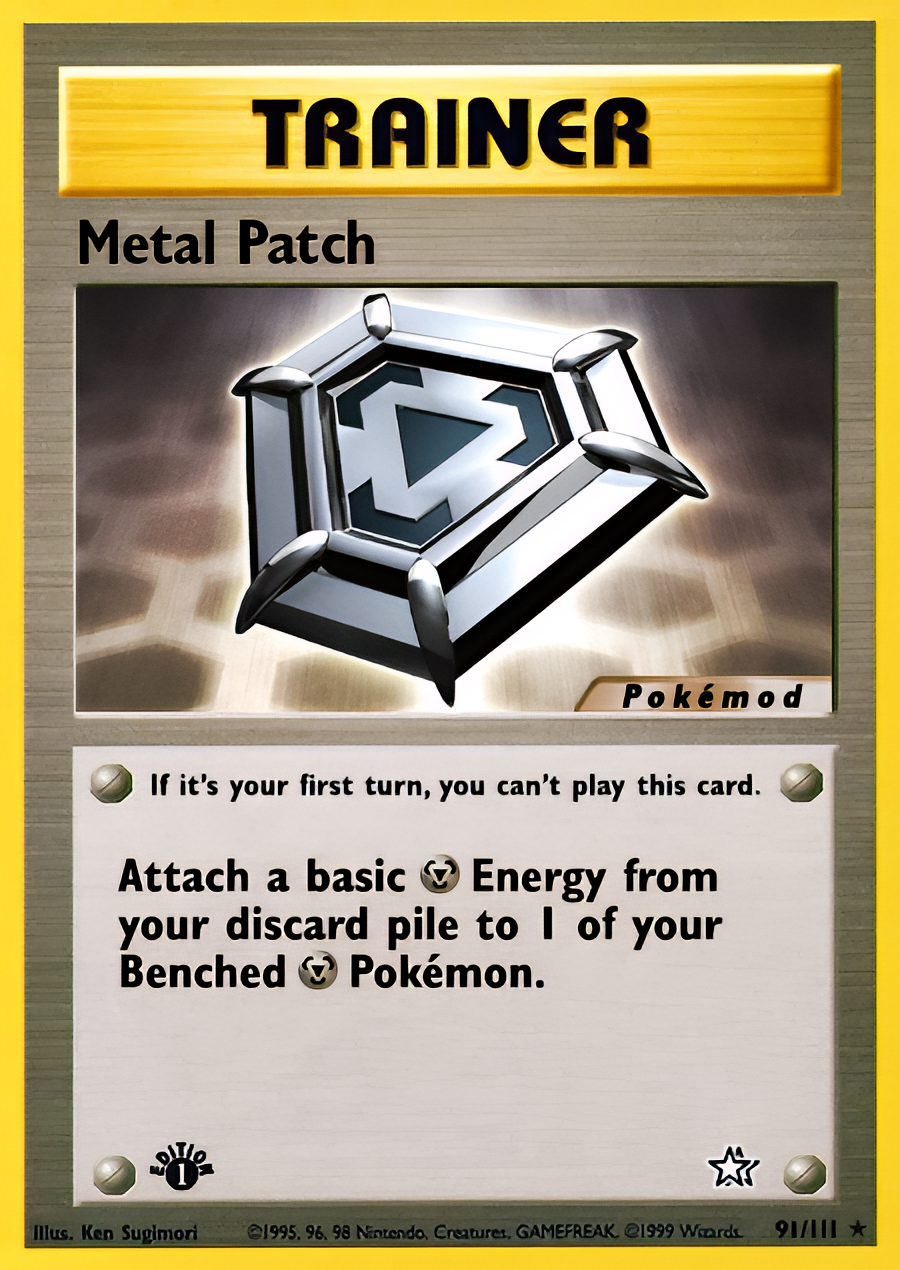 TRAINER
Metal Patch
Pokémod
If it's your first turn, you can't play this card.
Attach a basic Energy from
your discard pile to 1 of your
Benched Pokémon.
EDITION
1
Illus. Ken Sugimori ©1995, 96, 98 Nintendo, Creatures, GAMEFREAK. ©1999 Wizards. 91/111 ★